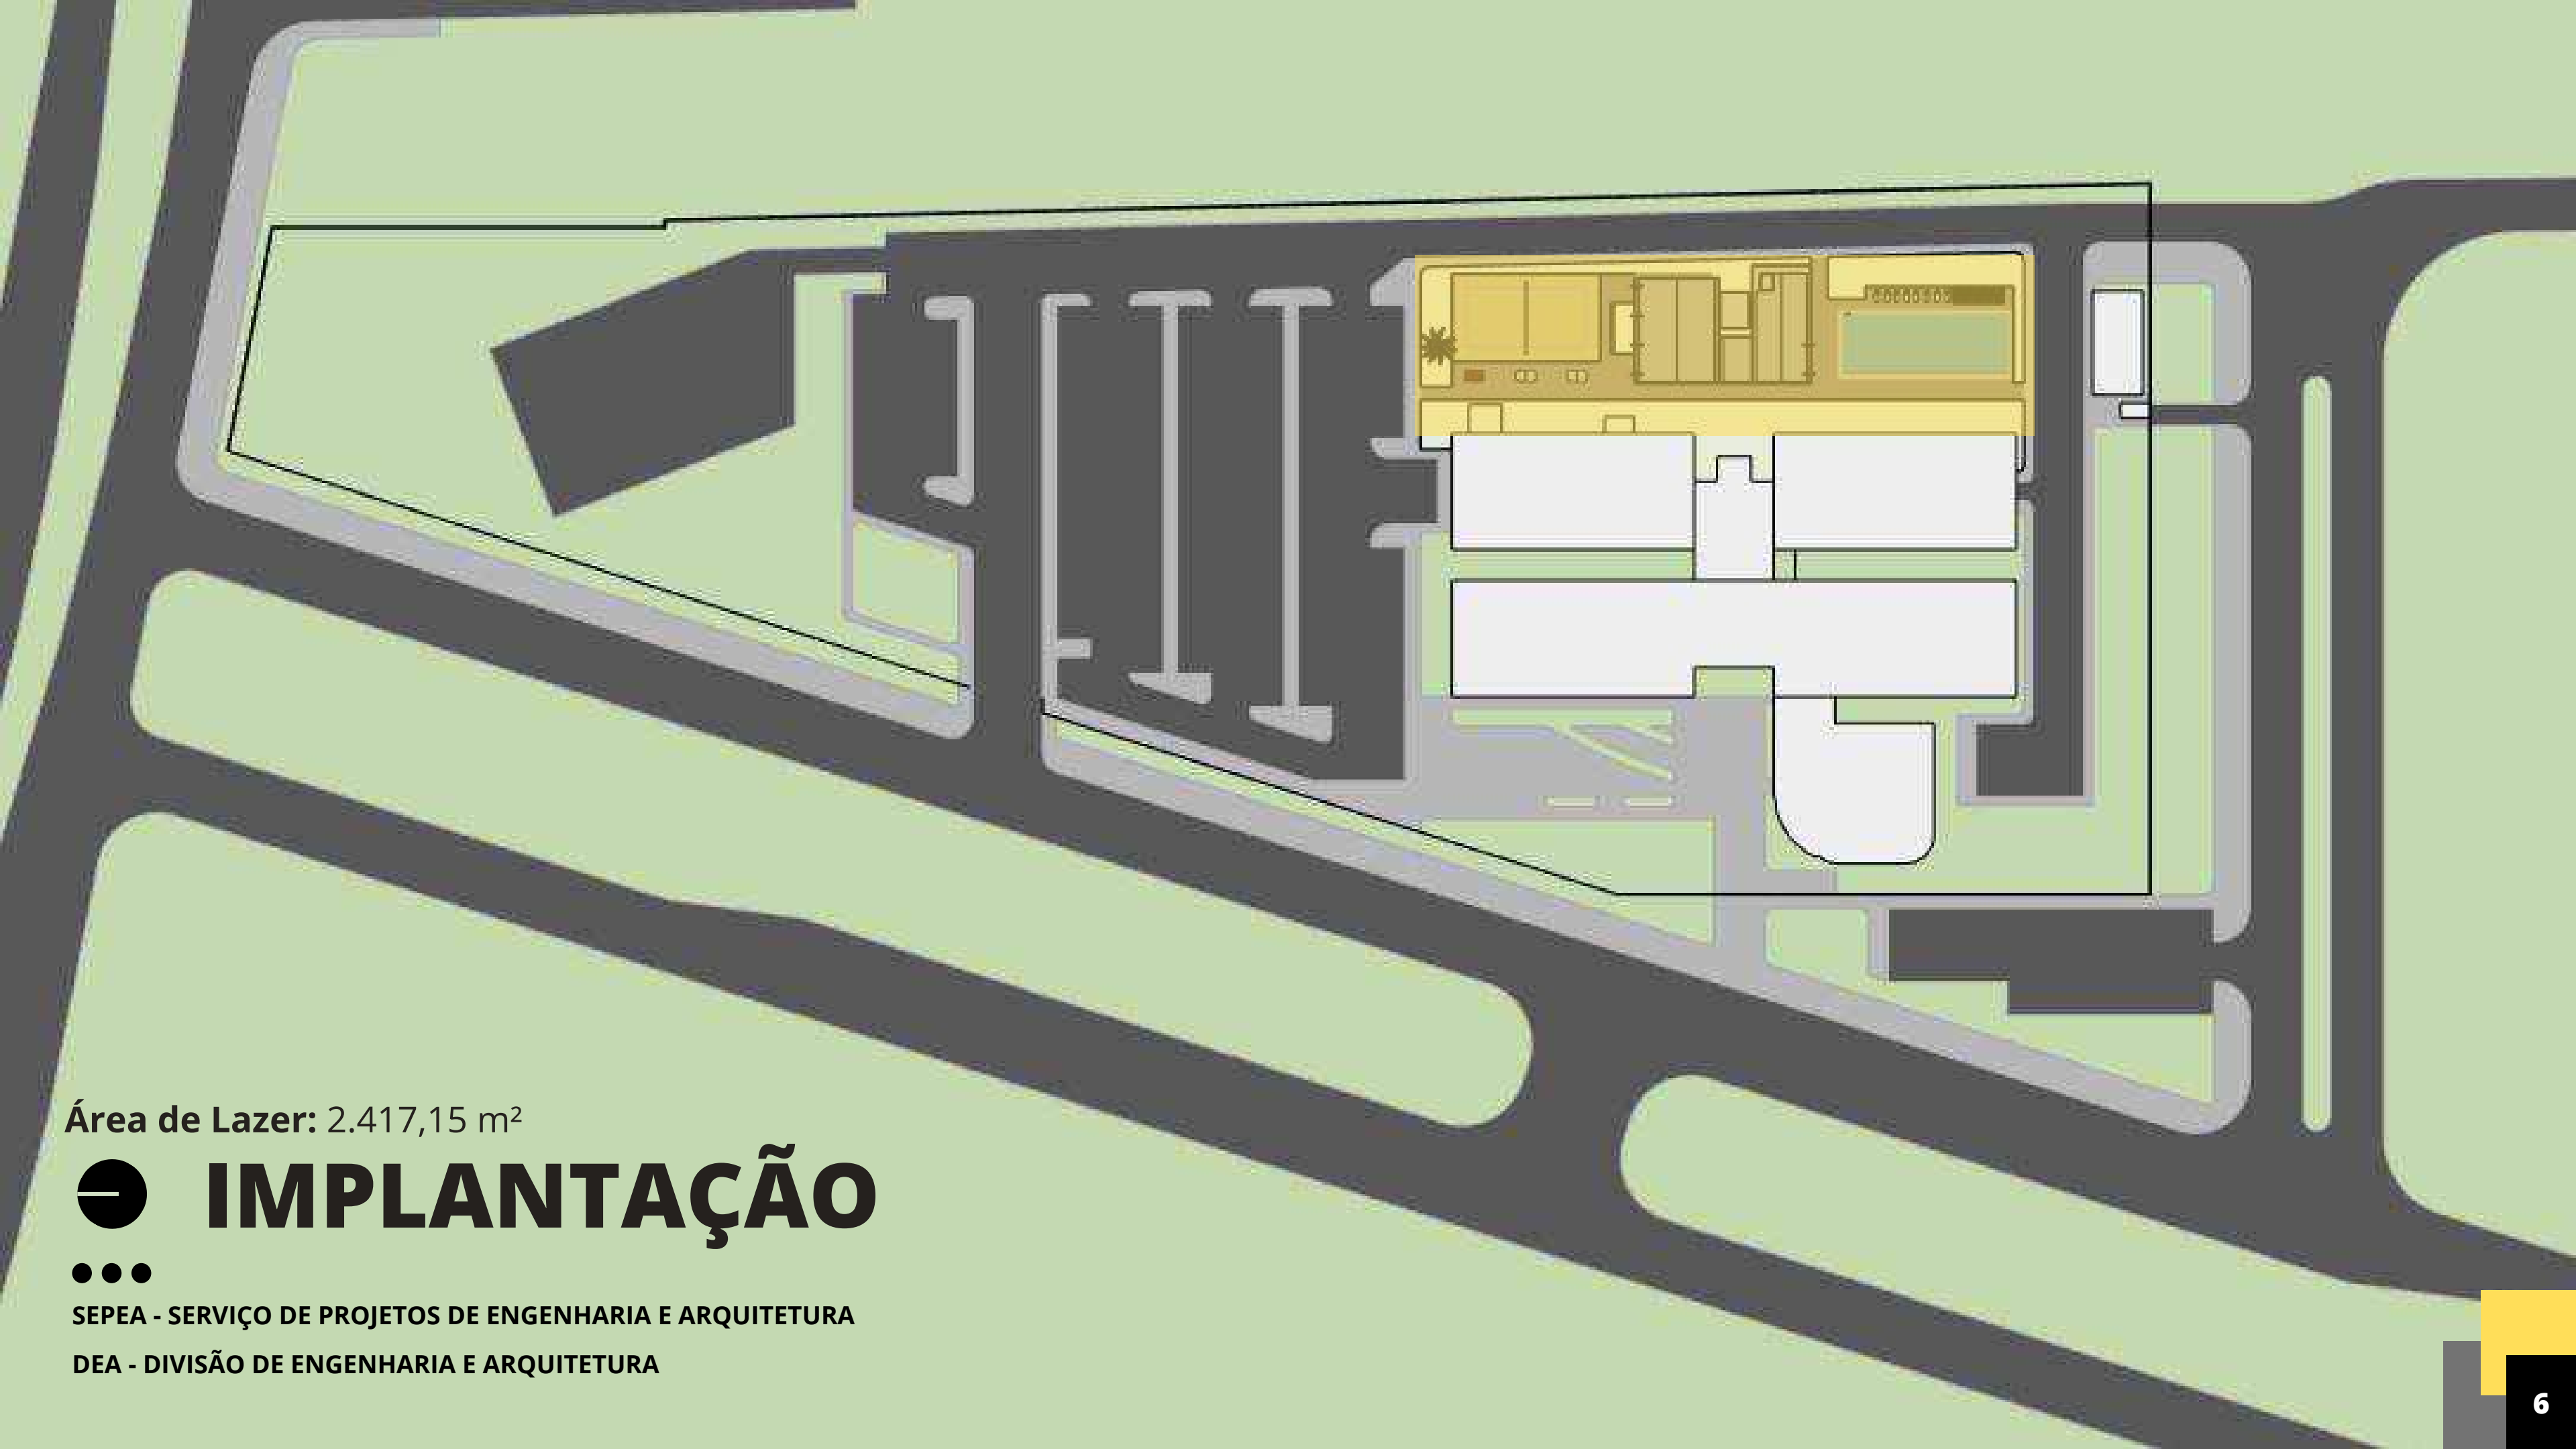 Área de Lazer: 2.417,15 m²
IMPLANTAÇÃO
SEPEA - SERVIÇO DE PROJETOS DE ENGENHARIA E ARQUITETURA
DEA - DIVISÃO DE ENGENHARIA E ARQUITETURA
6